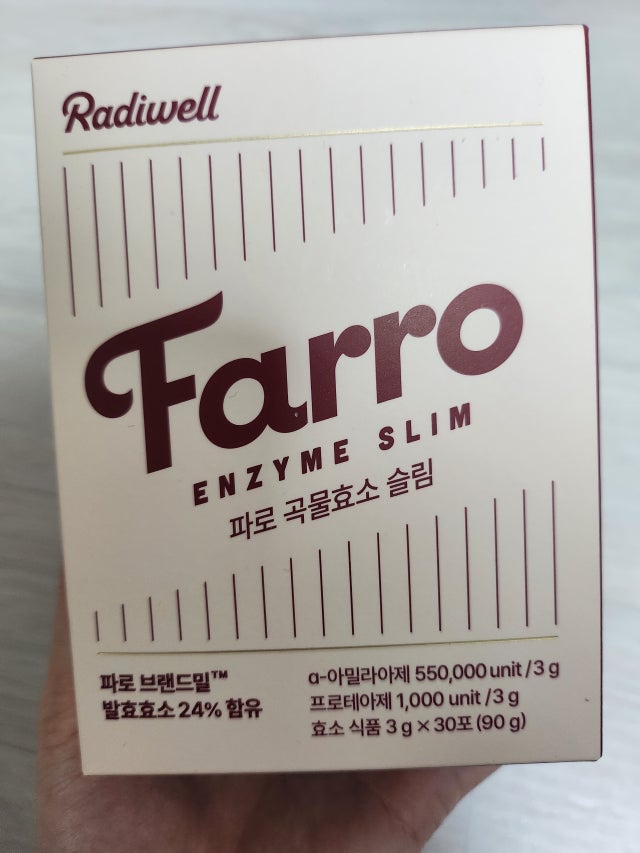 Radiwell
Farro
ENZYME SLIM
파로 곡물효소 슬림
파로 브랜드밀™
발효효소 24% 함유
α-아밀라아제 550,000 unit /3 g
프로테아제 1,000 unit /3 g
효소 식품 3 g × 30포 (90 g)